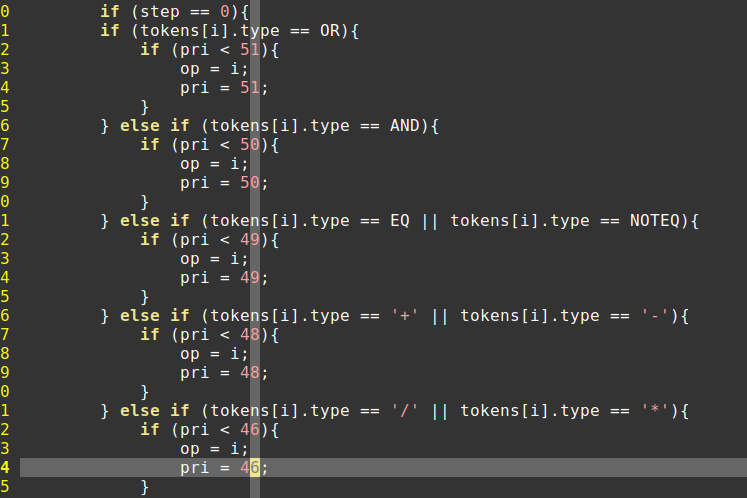 0 if (step == 0){
1 if (tokens[i].type == OR){
2 if (pri < 51){
3 op = i;
4 pri = 51;
5 }
6 } else if (tokens[i].type == AND){
7 if (pri < 50){
8 op = i;
9 pri = 50;
0 }
1 } else if (tokens[i].type == EQ || tokens[i].type == NOTEQ){
2 if (pri < 49){
3 op = i;
4 pri = 49;
5 }
6 } else if (tokens[i].type == '+' || tokens[i].type == '-'){
7 if (pri < 48){
8 op = i;
9 pri = 48;
0 }
1 } else if (tokens[i].type == '/' || tokens[i].type == '*'){
2 if (pri < 46){
3 op = i;
4 pri = 46;
5 }